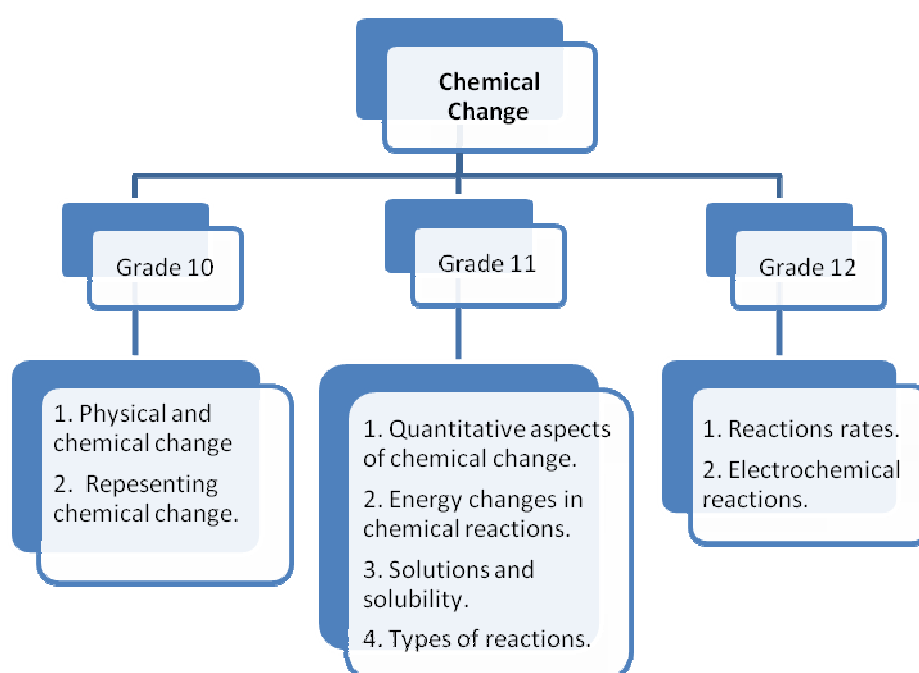 Chemical
Change
Grade 10
Grade 11
Grade 12
1. Physical and
chemical change
2. Repesenting
chemical change.
1. Quantitative aspects
of chemical change.
2. Energy changes in
chemical reactions.
3. Solutions and
solubility.
4. Types of reactions.
1. Reactions rates.
2. Electrochemical
reactions.